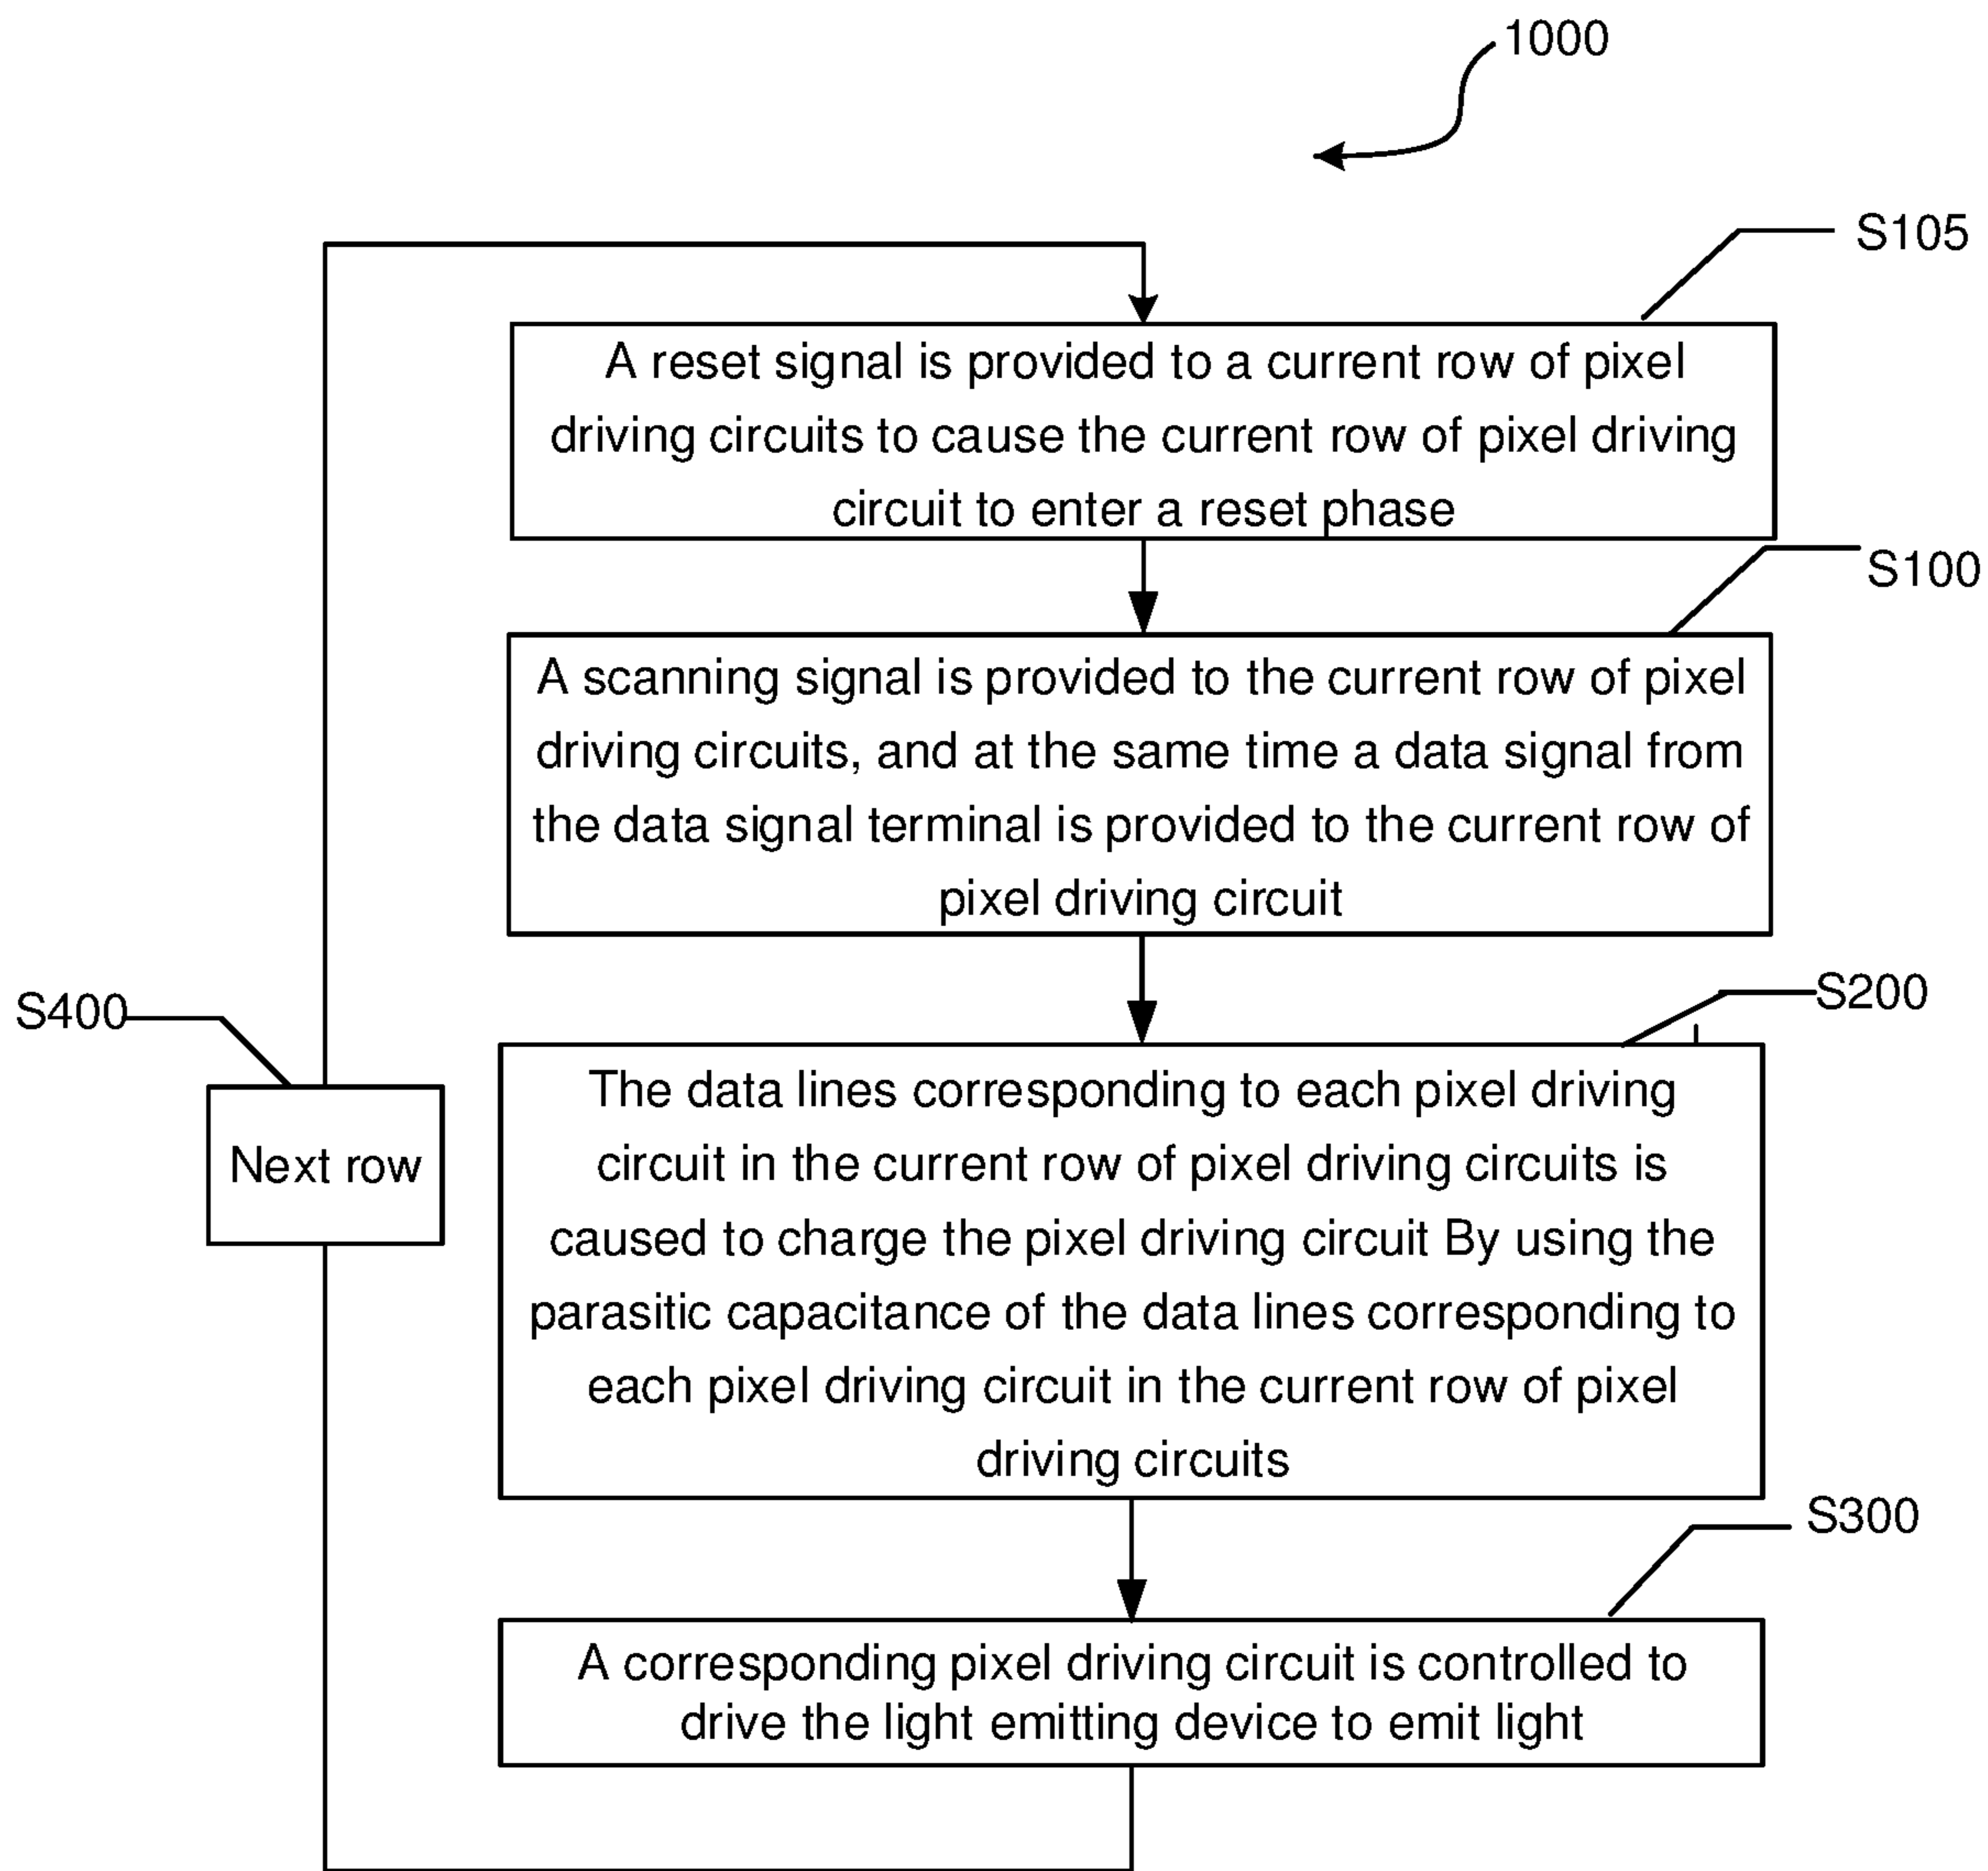 1000
S105
A reset signal is provided to a current row of pixel
driving circuits to cause the current row of pixel driving
circuit to enter a reset phase
S100
A scanning signal is provided to the current row of pixel
driving circuits, and at the same time a data signal from
the data signal terminal is provided to the current row of
pixel driving circuit
S400
Next row
S200
The data lines corresponding to each pixel driving
circuit in the current row of pixel driving circuits is
caused to charge the pixel driving circuit By using the
parasitic capacitance of the data lines corresponding to
each pixel driving circuit in the current row of pixel
driving circuits
S300
A corresponding pixel driving circuit is controlled to
drive the light emitting device to emit light